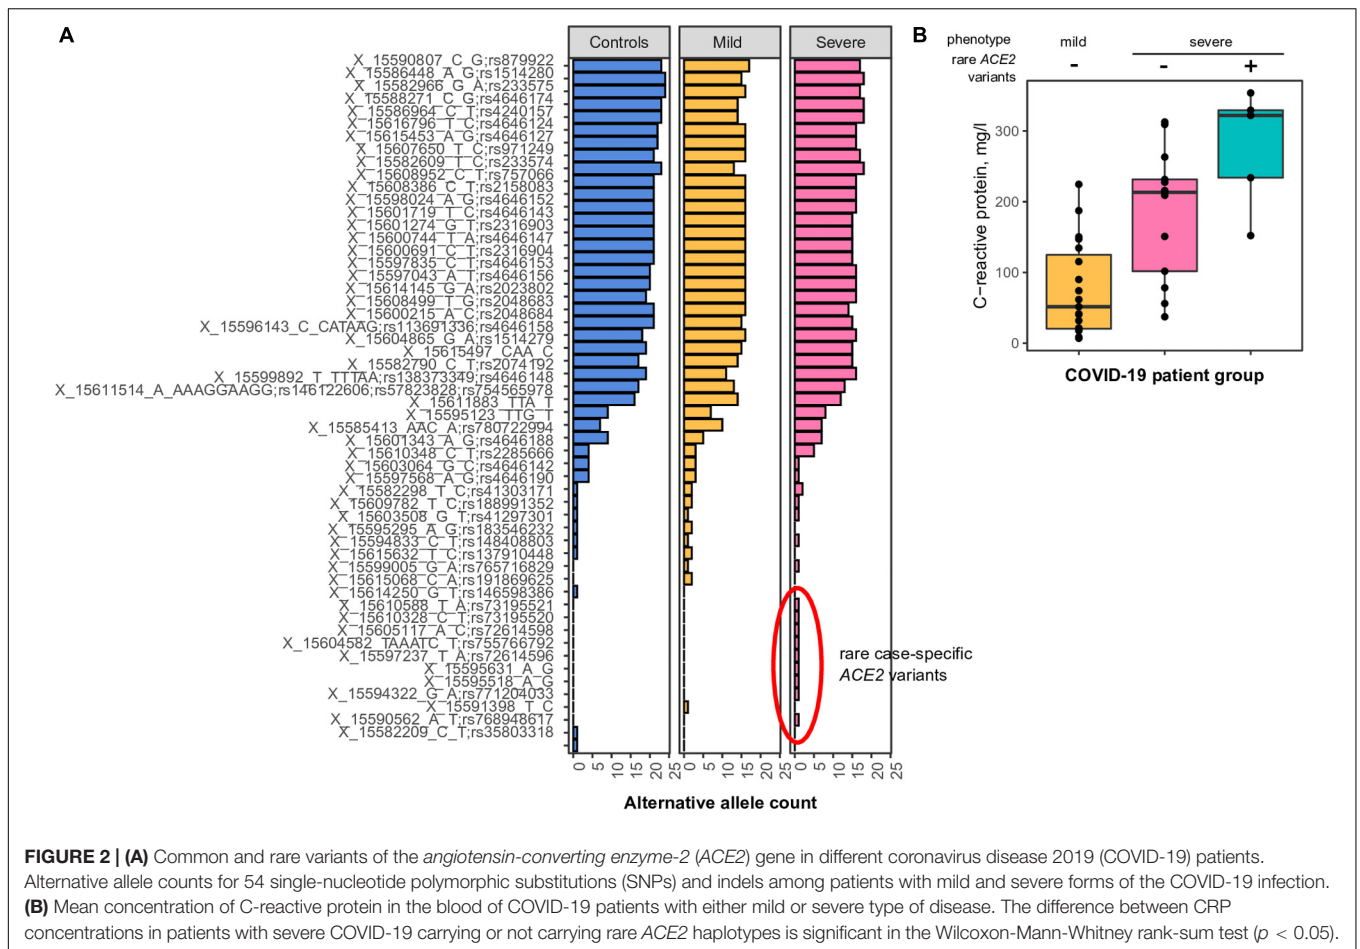 A
Controls
Mild
Severe
X_15590807_C_G;rs879922
X_15586448_A_G;rs1514280
X_15582966_G_A;rs233575
X_15588271_C_G;rs4646174
X_15586964_C_T;rs4240157
X_15616796_T_C;rs4646124
X_15615453_A_G;rs4646127
X_15607650_T_C;rs971249
X_15582609_T_C;rs233574
X_15608952_C_T;rs757066
X_15608386_C_T;rs2158083
X_15598024_A_G;rs4646152
X_15601719_T_C;rs4646143
X_15601274_G_T;rs2316903
X_15600744_T_A;rs4646147
X_15600691_C_T;rs2316904
X_15597835_C_T;rs4646153
X_15597043_A_T;rs4646156
X_15614145_G_A;rs2023802
X_15608499_T_G;rs2048683
X_15600215_A_C;rs2048684
X_15596143_C_CATAAG;rs113691336;rs4646158
X_15604865_G_A;rs1514279
X_15615497_CAA_C
X_15582790_C_T;rs2074192
X_15599892_T_TTTAA;rs138373349;rs4646148
X_15611514_A_AAAGGAAGG;rs146122606;rs57823828;rs754565978
X_15611883_TTA_T
X_15595123_TTG_T
X_15585413_AAC_A;rs780722994
X_15601343_A_G;rs4646188
X_15610348_C_T;rs2285666
X_15603064_G_C;rs4646142
X_15597568_A_G;rs4646190
X_15582298_T_C;rs41303171
X_15609782_T_C;rs188991352
X_15603508_G_T;rs41297301
X_15595295_A_G;rs183546232
X_15594833_C_T;rs148408803
X_15615632_T_C;rs137910448
X_15599005_G_A;rs765716829
X_15615068_C_A;rs191869625
X_15614250_G_T;rs146598386
X_15610588_T_A;rs73195521
X_15610328_C_T;rs73195520
X_15605117_A_C;rs72614598
X_15604582_TAAATC_T;rs755766792
X_15597237_T_A;rs72614596
X_15595631_A_G
X_15595518_A_G
X_15594322_G_A;rs771204033
X_15591398_T_C
X_15590562_A_T;rs768948617
X_15582209_C_T;rs35803318
rare case-specific
ACE2 variants
0 5 10 15 20 25 0 5 10 15 20 25 0 5 10 15 20 25
Alternative allele count
B
phenotype mild severe
rare ACE2
variants - - +
C−reactive protein, mg/l
300
200
100
0
COVID-19 patient group
FIGURE 2 | (A) Common and rare variants of the angiotensin-converting enzyme-2 (ACE2) gene in different coronavirus disease 2019 (COVID-19) patients.
Alternative allele counts for 54 single-nucleotide polymorphic substitutions (SNPs) and indels among patients with mild and severe forms of the COVID-19 infection.
(B) Mean concentration of C-reactive protein in the blood of COVID-19 patients with either mild or severe type of disease. The difference between CRP
concentrations in patients with severe COVID-19 carrying or not carrying rare ACE2 haplotypes is significant in the Wilcoxon-Mann-Whitney rank-sum test (p < 0.05).